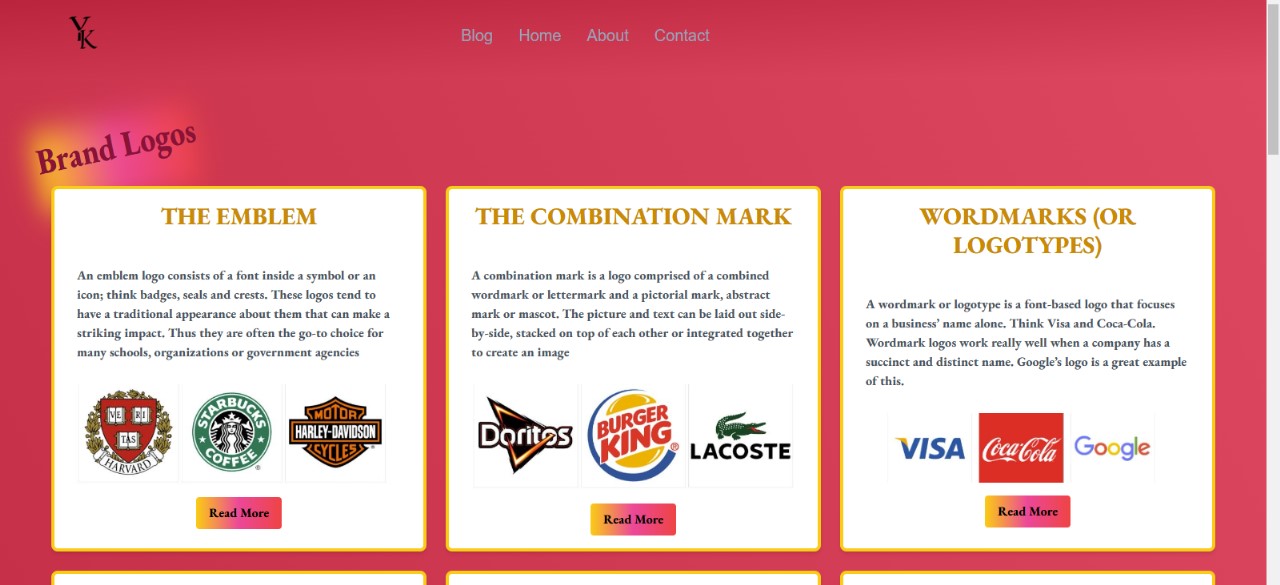 YiK
Blog Home About Contact
Brand Logos
THE EMBLEM
An emblem logo consists of a font inside a symbol or an
icon; think badges, seals and crests. These logos tend to
have a traditional appearance about them that can make a
striking impact. Thus they are often the go-to choice for
many schools, organizations or government agencies
VE RI
TAS
HARVARD
STARBUCKS
COFFEE
®
MOTOR
HARLEY-DAVIDSON
CYCLES
Read More
THE COMBINATION MARK
A combination mark is a logo comprised of a combined
wordmark or lettermark and a pictorial mark, abstract
mark or mascot. The picture and text can be laid out side-
by-side, stacked on top of each other or integrated together
to create an image
Doritos
BURGER
KING®
LACOSTE
Read More
WORDMARKS (OR
LOGOTYPES)
A wordmark or logotype is a font-based logo that focuses
on a business’ name alone. Think Visa and Coca-Cola.
Wordmark logos work really well when a company has a
succinct and distinct name. Google’s logo is a great example
of this.
VISA
Coca-Cola
Google
Read More